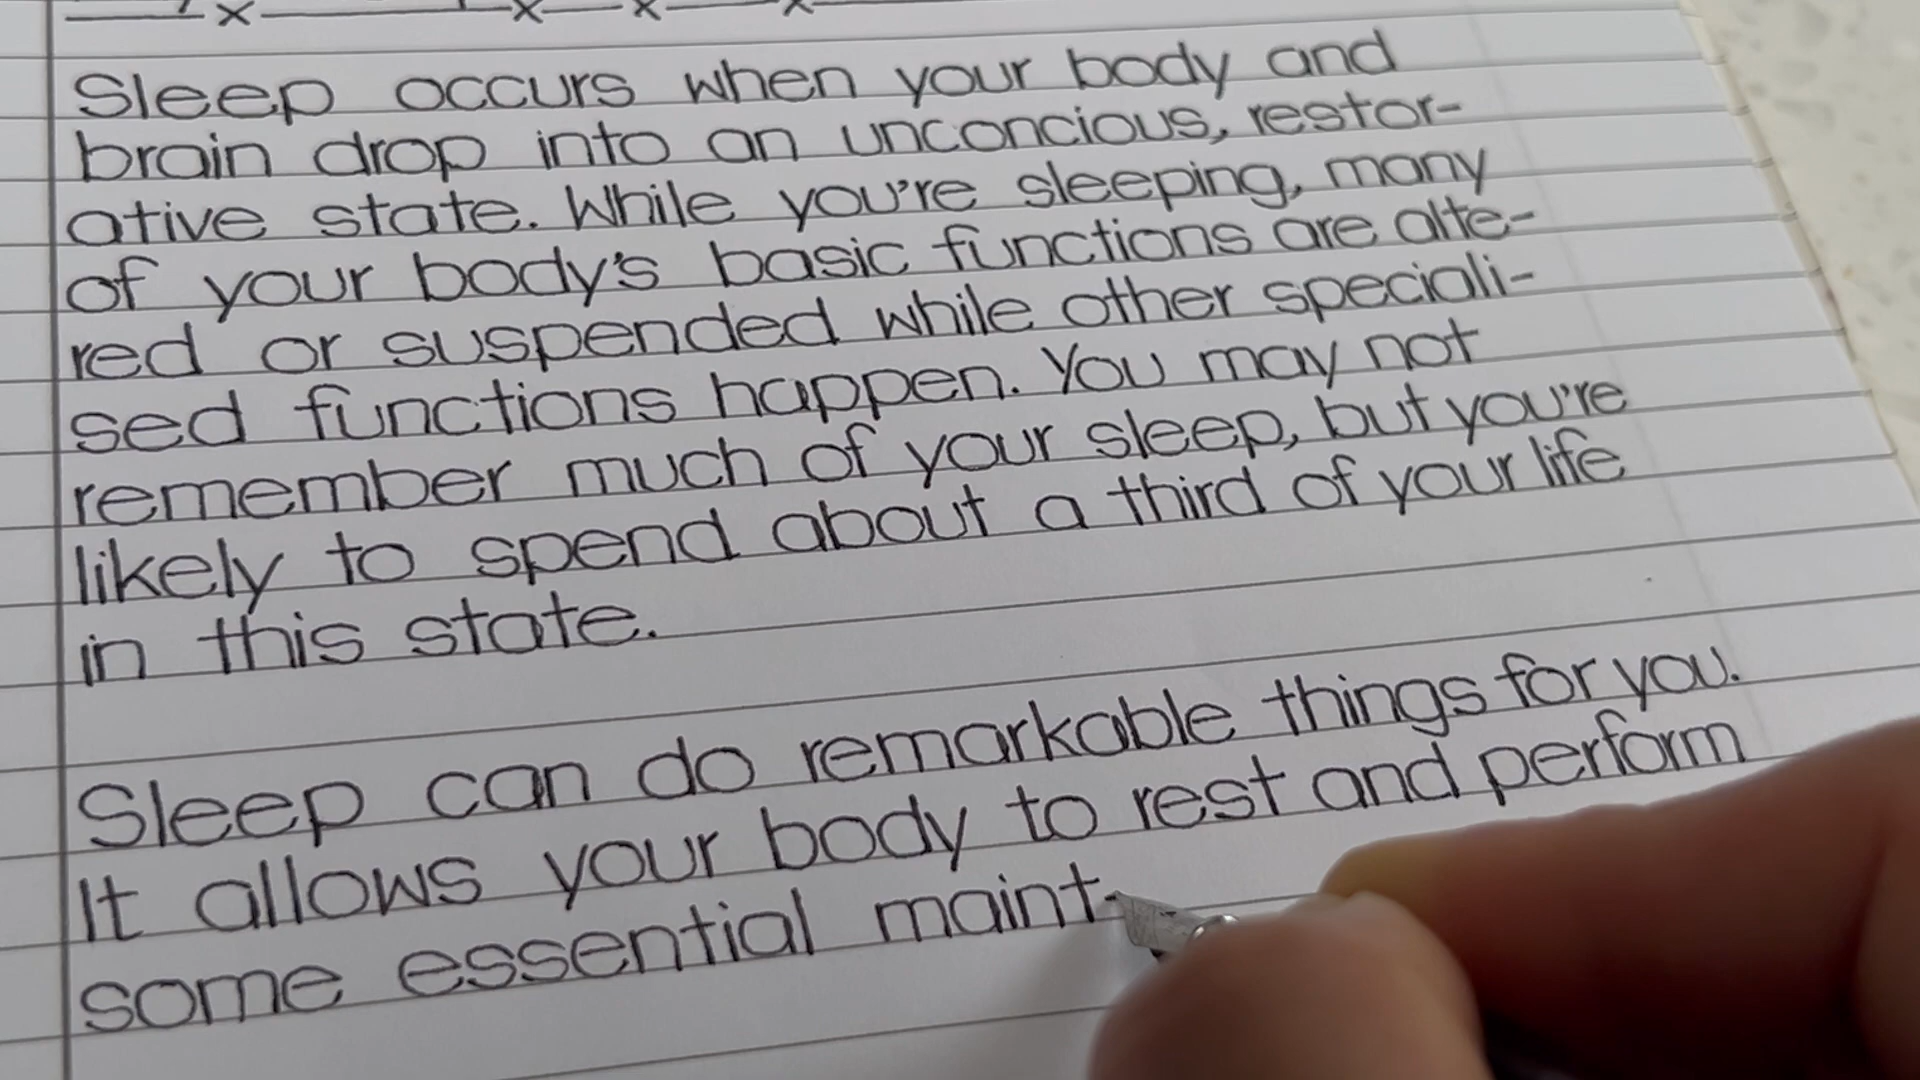 Sleep occurs when your body and
brain drop into an unconcious, restor-
ative state. While you're sleeping, many
of your body's basic functions are alte-
red or suspended while other speciali-
sed functions happen. You may not
remember much of your sleep, but you're
likely to spend about a third of your life
in this state.
Sleep can do remarkable things for you.
It allows your body to rest and perform
some essential maint